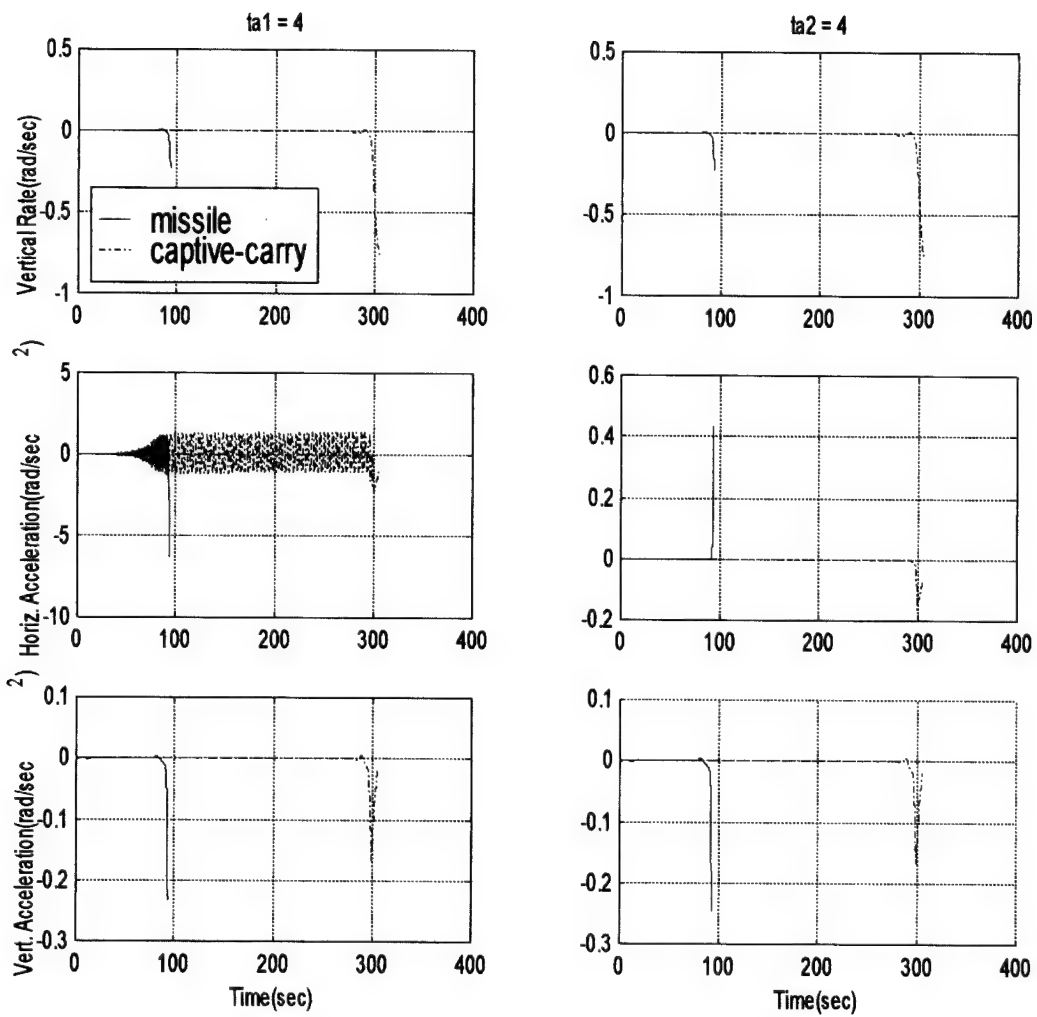 ta1 = 4
ta2 = 4
0.5
0
-0.5
-1
Vertical Rate(rad/sec)
missile
captive-carry
0 100 200 300 400
0.5
0
-0.5
-1
0 100 200 300 400
5
0
-5
-10
Horiz. Acceleration(rad/sec2)
0 100 200 300 400
0.6
0.4
0.2
0
-0.2
0 100 200 300 400
0.1
0
-0.1
-0.2
-0.3
Vert. Acceleration(rad/sec2)
0 100 200 300 400
Time(sec)
0.1
0
-0.1
-0.2
-0.3
0 100 200 300 400
Time(sec)